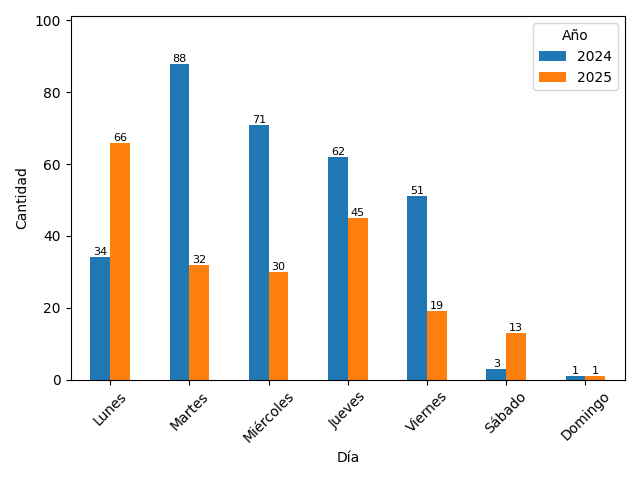 100
80
60
40
20
0
Cantidad
Año
2024
2025
34
66
88
32
71
30
62
45
51
19
3
13
1
1
Lunes
Martes
Miércoles
Jueves
Viernes
Sábado
Domingo
Día